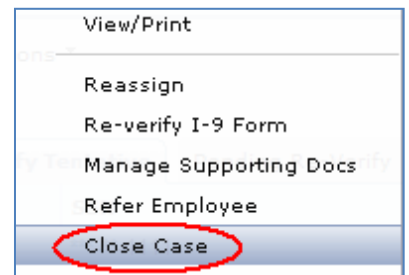 View/Print
Reassign
Re-verify I-9 Form
Manage Supporting Docs
Refer Employee
Close Case